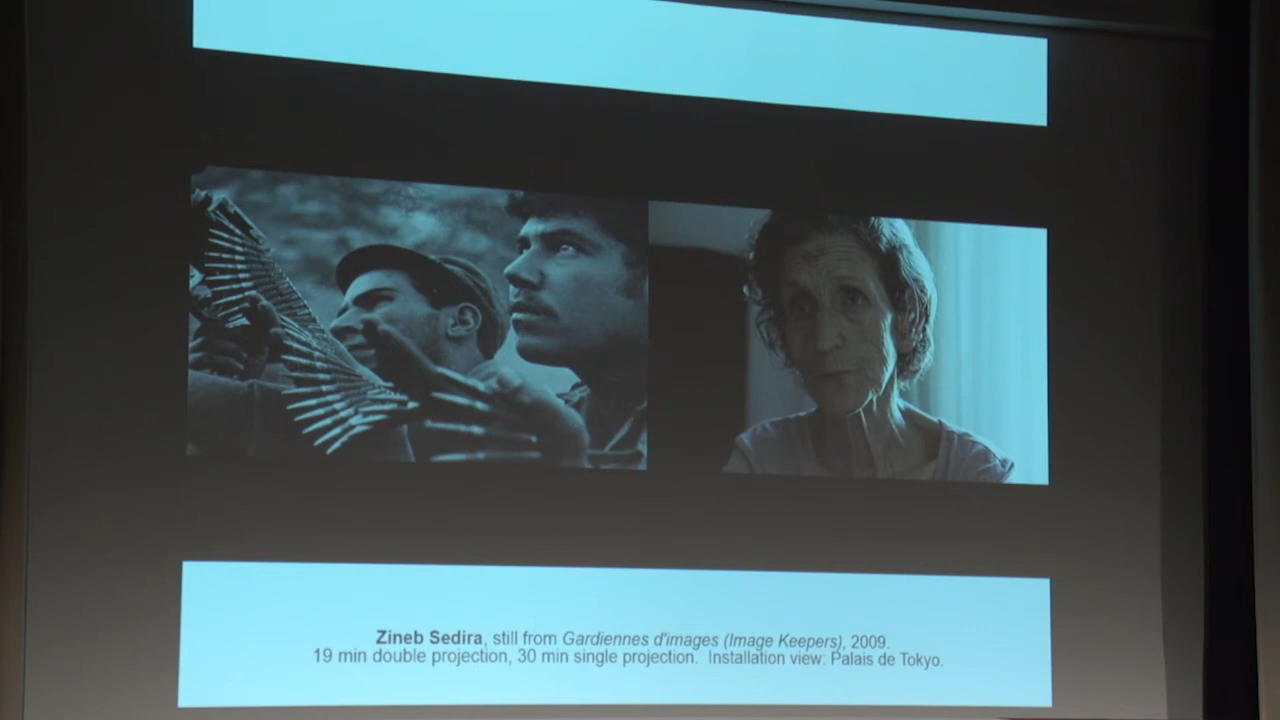 Zineb Sedira, still from Gardiennes d'images (Image Keepers), 2009.
19 min double projection, 30 min single projection. Installation view: Palais de Tokyo.